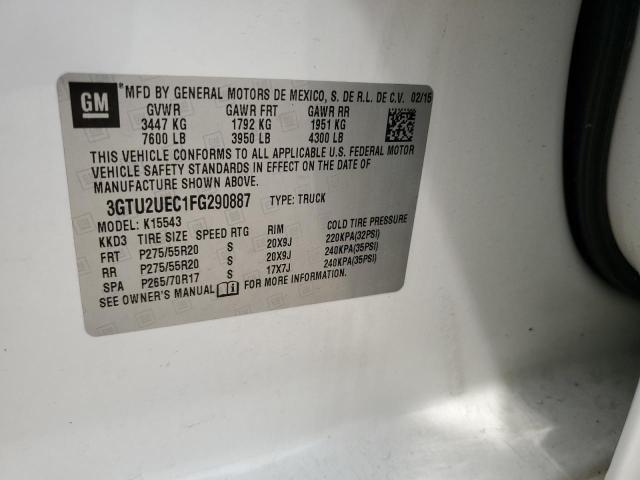 GM MFD BY GENERAL MOTORS DE MEXICO, S. DE R.L. DE C.V. 02/15
GVWR GAWR FRT GAWR RR
3447 KG 1792 KG 1951 KG
7600 LB 3950 LB 4300 LB
THIS VEHICLE CONFORMS TO ALL APPLICABLE U.S. FEDERAL MOTOR
VEHICLE SAFETY STANDARDS IN EFFECT ON THE DATE OF
MANUFACTURE SHOWN ABOVE.
3GTU2UEC1FG290887 TYPE: TRUCK
MODEL: K15543
KKD3 TIRE SIZE SPEED RTG RIM COLD TIRE PRESSURE
FRT P275/55R20 S 20X9J 220KPA(32PSI)
RR P275/55R20 S 20X9J 240KPA(35PSI)
SPA P265/70R17 S 17X7J 240KPA(35PSI)
SEE OWNER'S MANUAL FOR MORE INFORMATION.